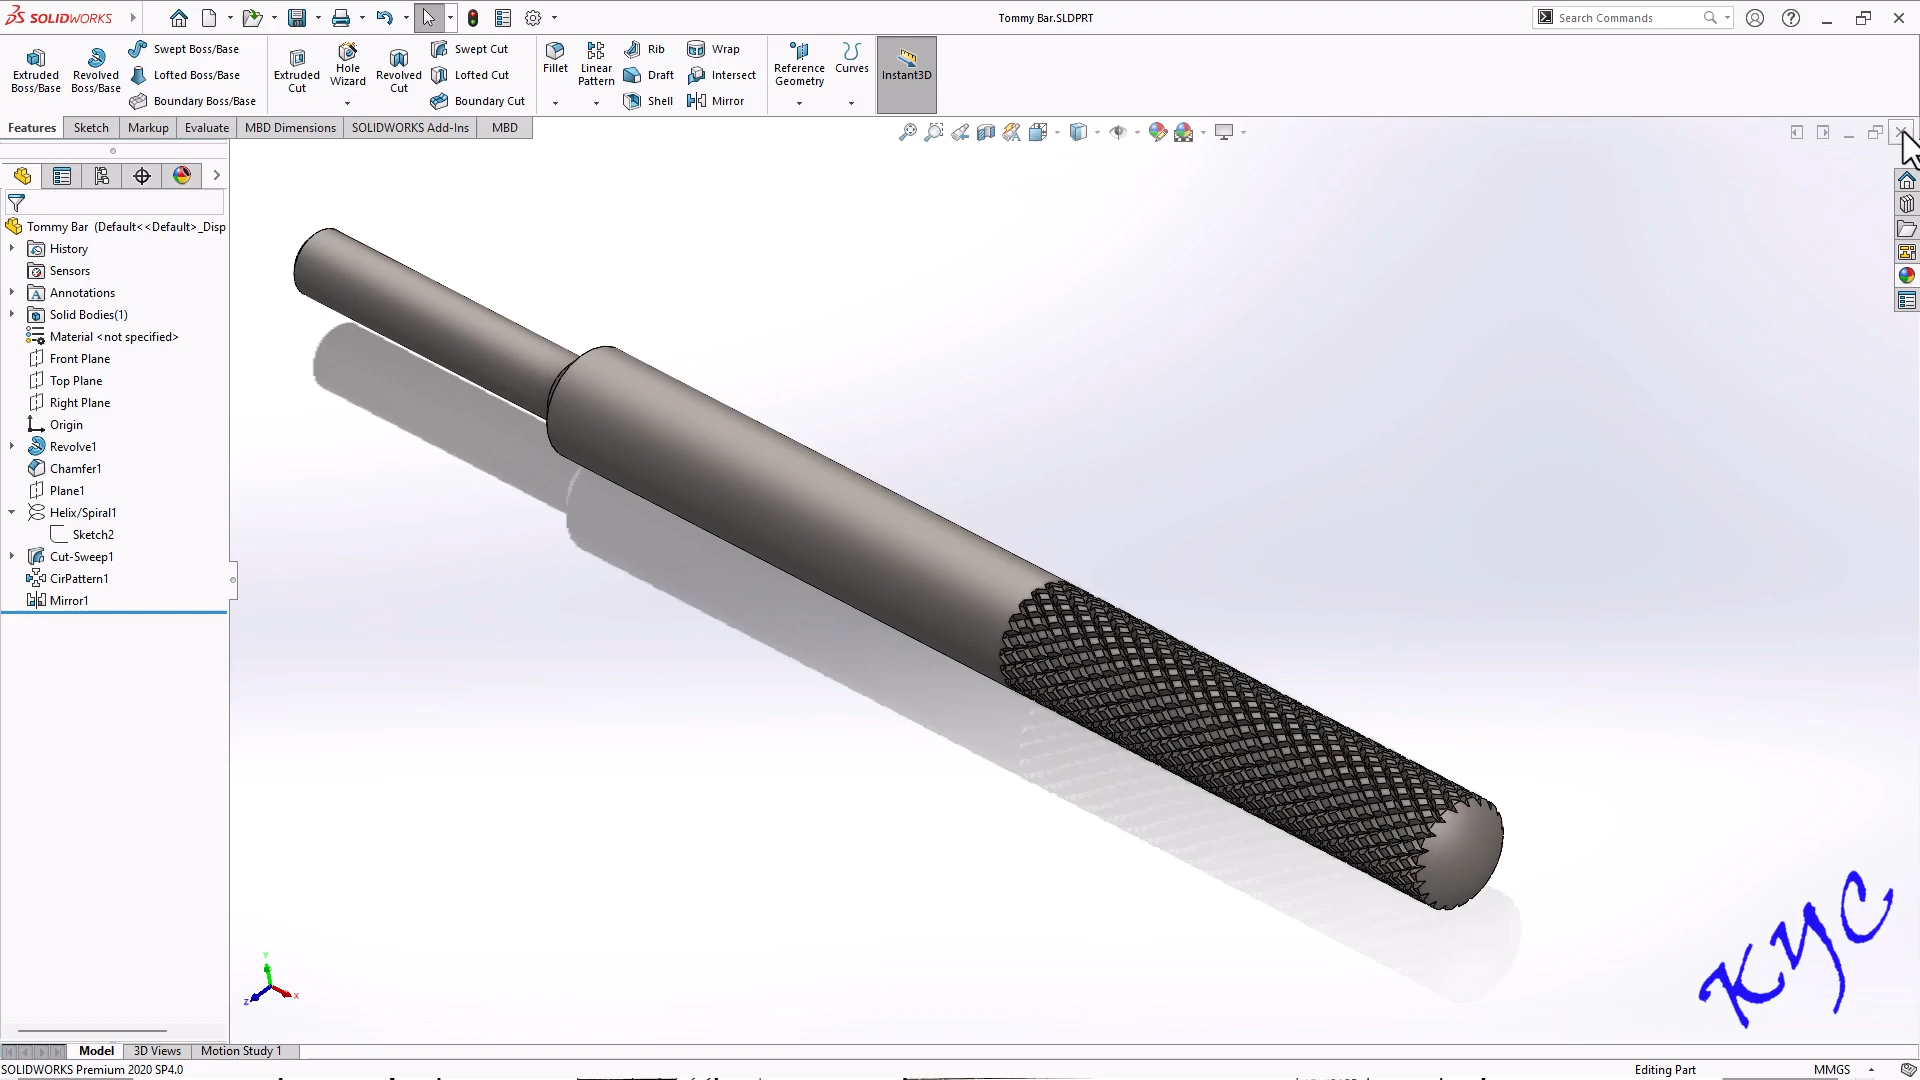 SOLIDWORKS
Tommy Bar.SLDPRT
Search Commands
Extruded Boss/Base
Revolved Boss/Base
Swept Boss/Base
Lofted Boss/Base
Boundary Boss/Base
Extruded Cut
Hole Wizard
Revolved Cut
Swept Cut
Lofted Cut
Boundary Cut
Fillet
Linear Pattern
Rib
Draft
Shell
Wrap
Intersect
Mirror
Reference Geometry
Curves
Instant3D
Features
Sketch
Markup
Evaluate
MBD Dimensions
SOLIDWORKS Add-Ins
MBD
Tommy Bar (Default<<Default>_Disp
History
Sensors
Annotations
Solid Bodies(1)
Material <not specified>
Front Plane
Top Plane
Right Plane
Origin
Revolve1
Chamfer1
Plane1
Helix/Spiral1
Sketch2
Cut-Sweep1
CirPattern1
Mirror1
Y
X
Z
KYC
Model
3D Views
Motion Study 1
SOLIDWORKS Premium 2020 SP4.0
Editing Part
MMGS